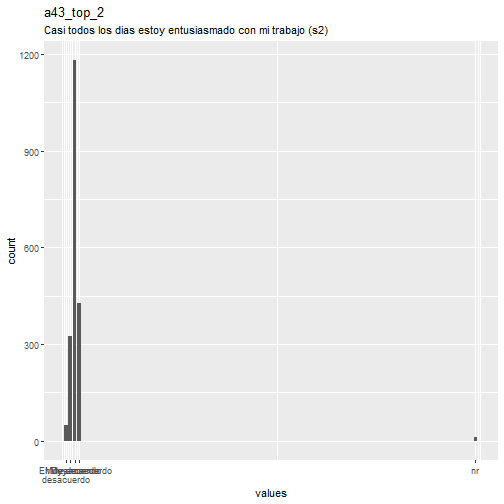 a43_top_2
Casi todos los dias estoy entusiasmado con mi trabajo (s2)
1200
900
600
300
0
count
desacuerdo
nr
values